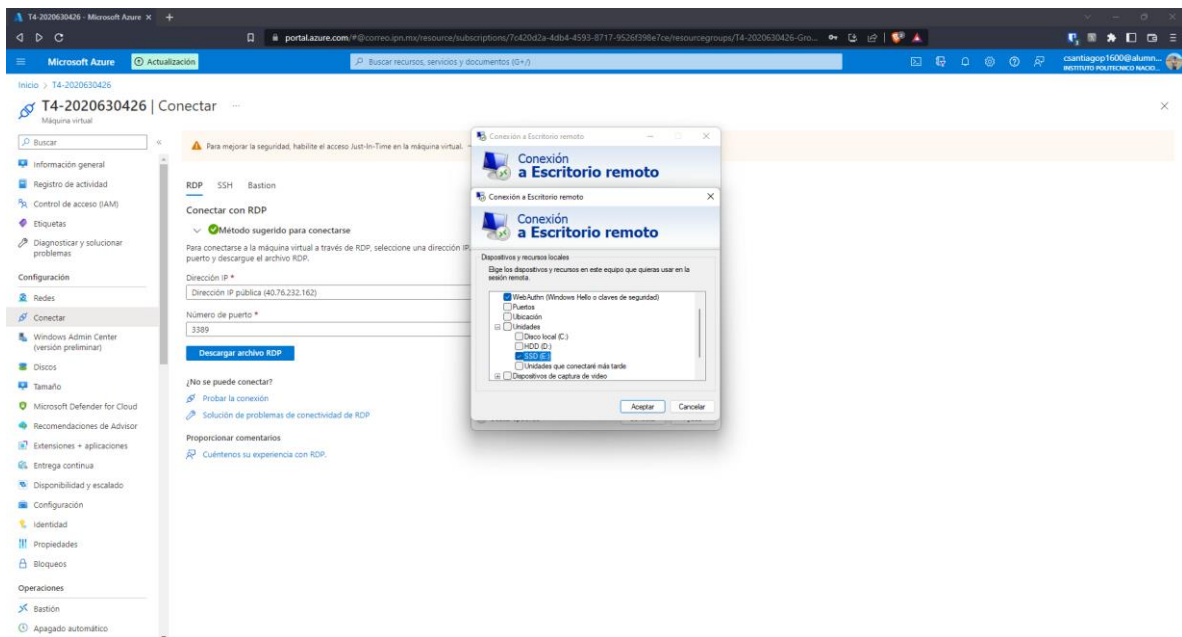 T4-2020630426 - Microsoft Azure
portal.azure.com/#@correo.ipn.mx/resource/subscriptions/7c420d2a-4db4-4593-8717-9526f398e7ce/resourcegroups/T4-2020630426-Gro...
Microsoft Azure
Actualización
Buscar recursos, servicios y documentos (G+/)
csantiagop1600@alumn...
INSTITUTO POLITECNICO NACIO...
Inicio > T4-2020630426
T4-2020630426 | Conectar ...
Máquina virtual
Buscar
Información general
Registro de actividad
Control de acceso (IAM)
Etiquetas
Diagnosticar y solucionar
problemas
Configuración
Redes
Conectar
Windows Admin Center
(versión preliminar)
Discos
Tamaño
Microsoft Defender for Cloud
Recomendaciones de Advisor
Extensiones + aplicaciones
Entrega continua
Disponibilidad y escalado
Configuración
Identidad
Propiedades
Bloqueos
Operaciones
Bastión
Apagado automático
Para mejorar la seguridad, habilite el acceso Just-In-Time en la máquina virtual.
RDP SSH Bastion
Conectar con RDP
Método sugerido para conectarse
Para conectarse a la máquina virtual a través de RDP, seleccione una dirección IP,
puerto y descargue el archivo RDP.
Dirección IP *
Dirección IP pública (40.76.232.162)
Número de puerto *
3389
Descargar archivo RDP
¿No se puede conectar?
Probar la conexión
Solución de problemas de conectividad de RDP
Proporcionar comentarios
Cuéntenos su experiencia con RDP.
Conexión a Escritorio remoto
Conexión
a Escritorio remoto
Conexión a Escritorio remoto
Conexión
a Escritorio remoto
Dispositivos y recursos locales
Elige los dispositivos y recursos en este equipo que quieras usar en la
sesión remota.
WebAuthn (Windows Hello o claves de seguridad)
Puertos
Ubicación
Unidades
Disco local (C:)
HDD (D:)
SSD (E:)
Unidades que conectaré más tarde
Dispositivos de captura de vídeo
Aceptar Cancelar